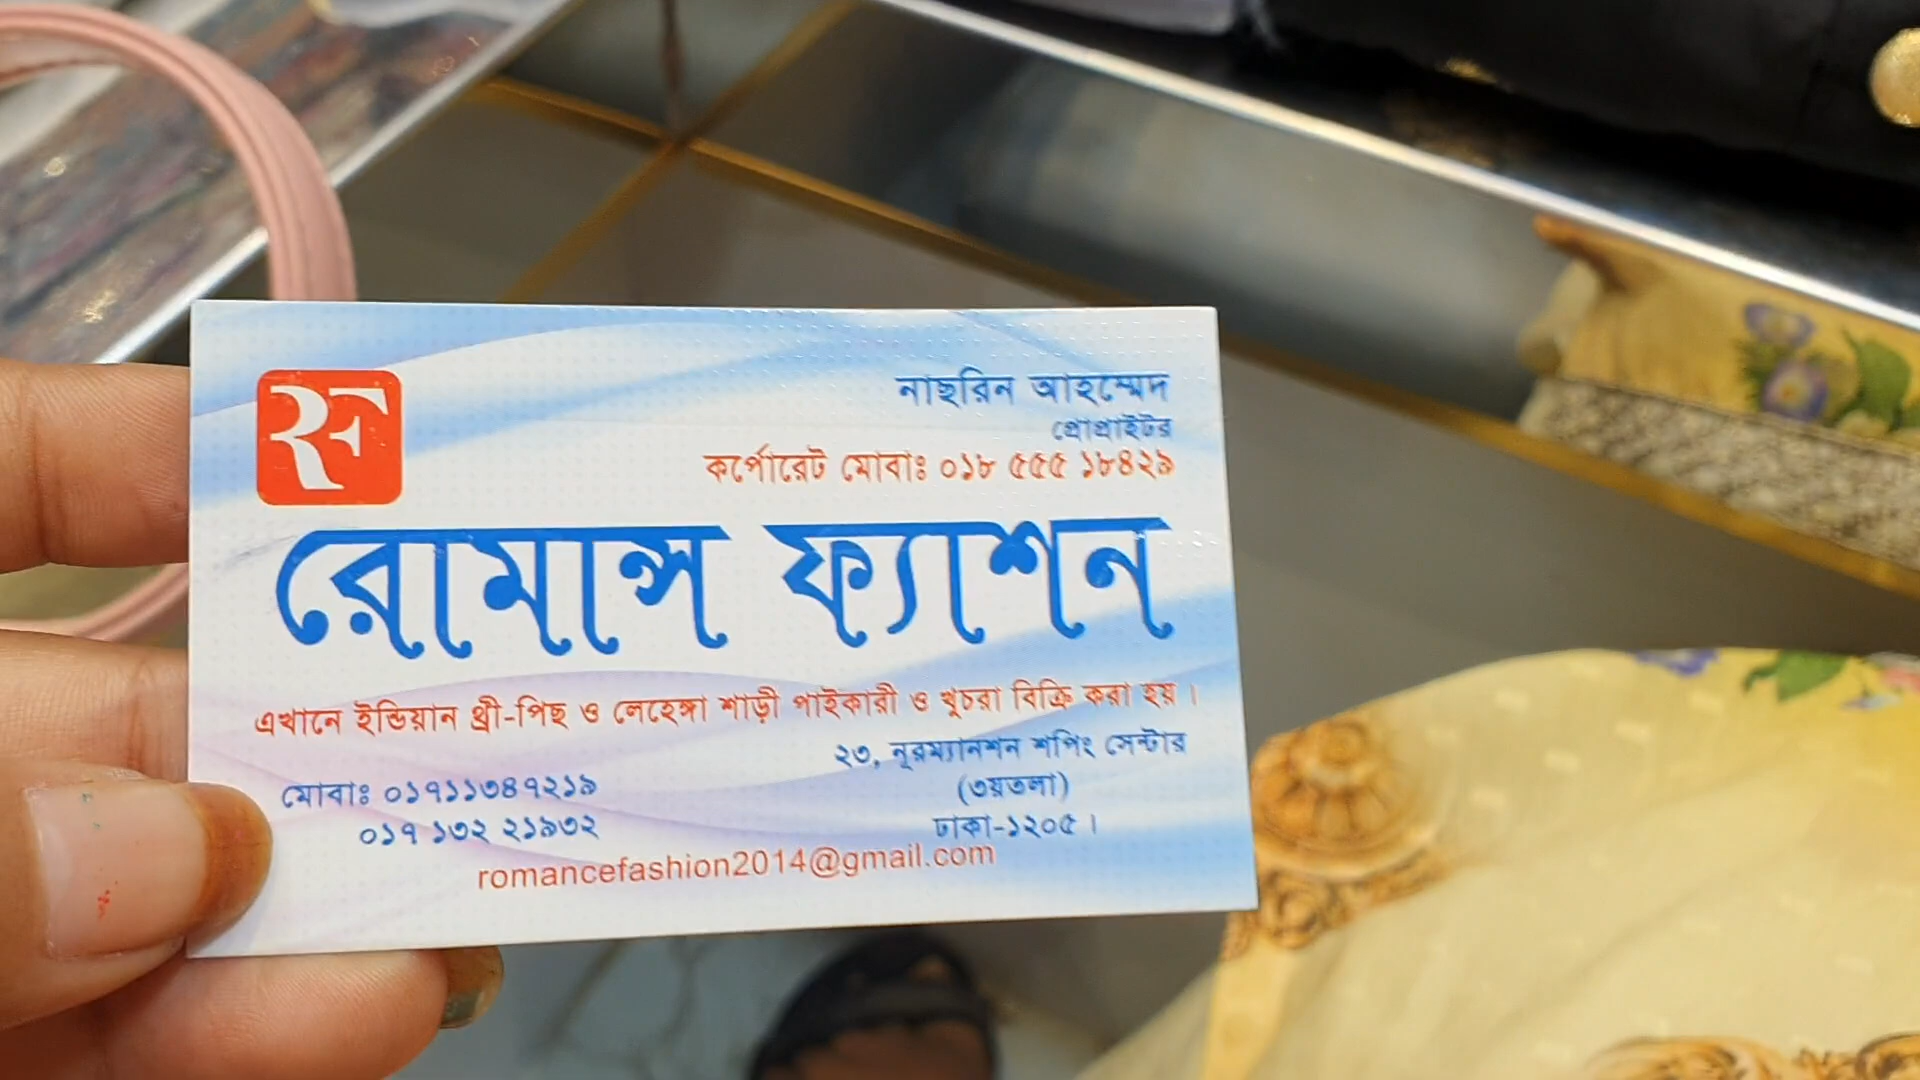 RF
নাছরিন আহম্মেদ
প্রোপ্রাইটর
কর্পোরেট মোবাঃ ০১৮ ৫৫৫ ১৮৪২৯
রোমান্স ফ্যাশন
এখানে ইন্ডিয়ান থ্রী-পিছ ও লেহেঙ্গা শাড়ী পাইকারী ও খুচরা বিক্রি করা হয়।
২৩, নূরম্যানশন শপিং সেন্টার
(৩য়তলা)
ঢাকা-১২০৫।
মোবাঃ ০১৭১১৩৪৭২১৯
০১৭ ১৩২ ২১৯৩২
romancefashion2014@gmail.com